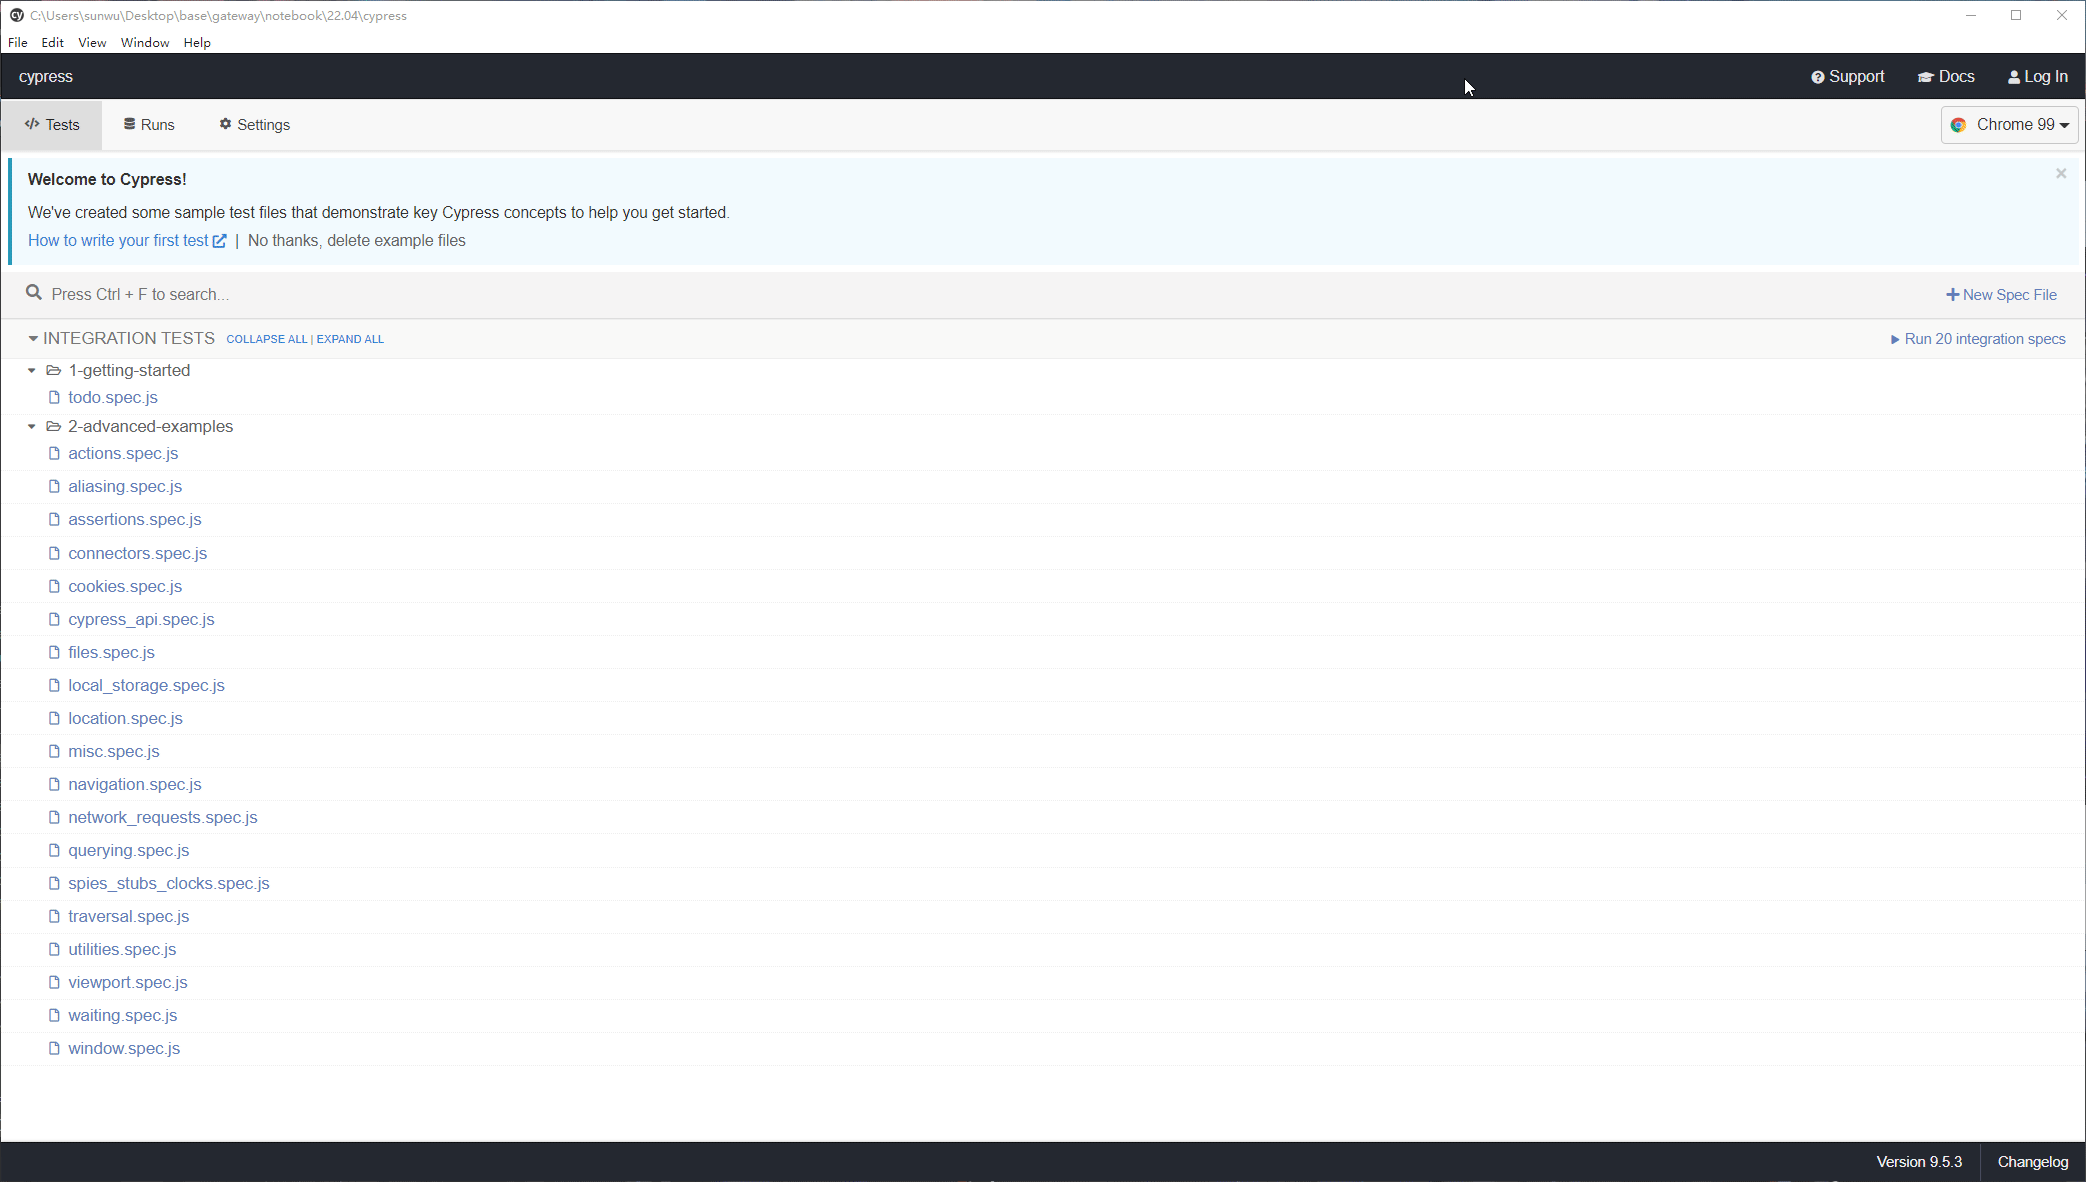 C:\Users\sunwu\Desktop\base\gateway\notebook\22.04\cypress
File Edit View Window Help
cypress Support Docs Log In
Tests Runs Settings Chrome 99
Welcome to Cypress!
We've created some sample test files that demonstrate key Cypress concepts to help you get started.
How to write your first test | No thanks, delete example files
Press Ctrl + F to search... New Spec File
INTEGRATION TESTS COLLAPSE ALL | EXPAND ALL Run 20 integration specs
1-getting-started
todo.spec.js
2-advanced-examples
actions.spec.js
aliasing.spec.js
assertions.spec.js
connectors.spec.js
cookies.spec.js
cypress_api.spec.js
files.spec.js
local_storage.spec.js
location.spec.js
misc.spec.js
navigation.spec.js
network_requests.spec.js
querying.spec.js
spies_stubs_clocks.spec.js
traversal.spec.js
utilities.spec.js
viewport.spec.js
waiting.spec.js
window.spec.js
Version 9.5.3 Changelog